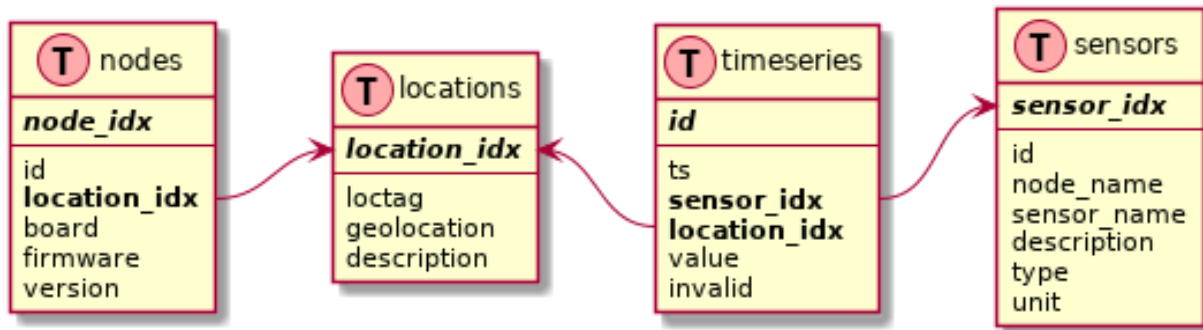 T nodes
node_idx
id
location_idx
board
firmware
version
T locations
location_idx
loctag
geolocation
description
T timeseries
id
ts
sensor_idx
location_idx
value
invalid
T sensors
sensor_idx
id
node_name
sensor_name
description
type
unit